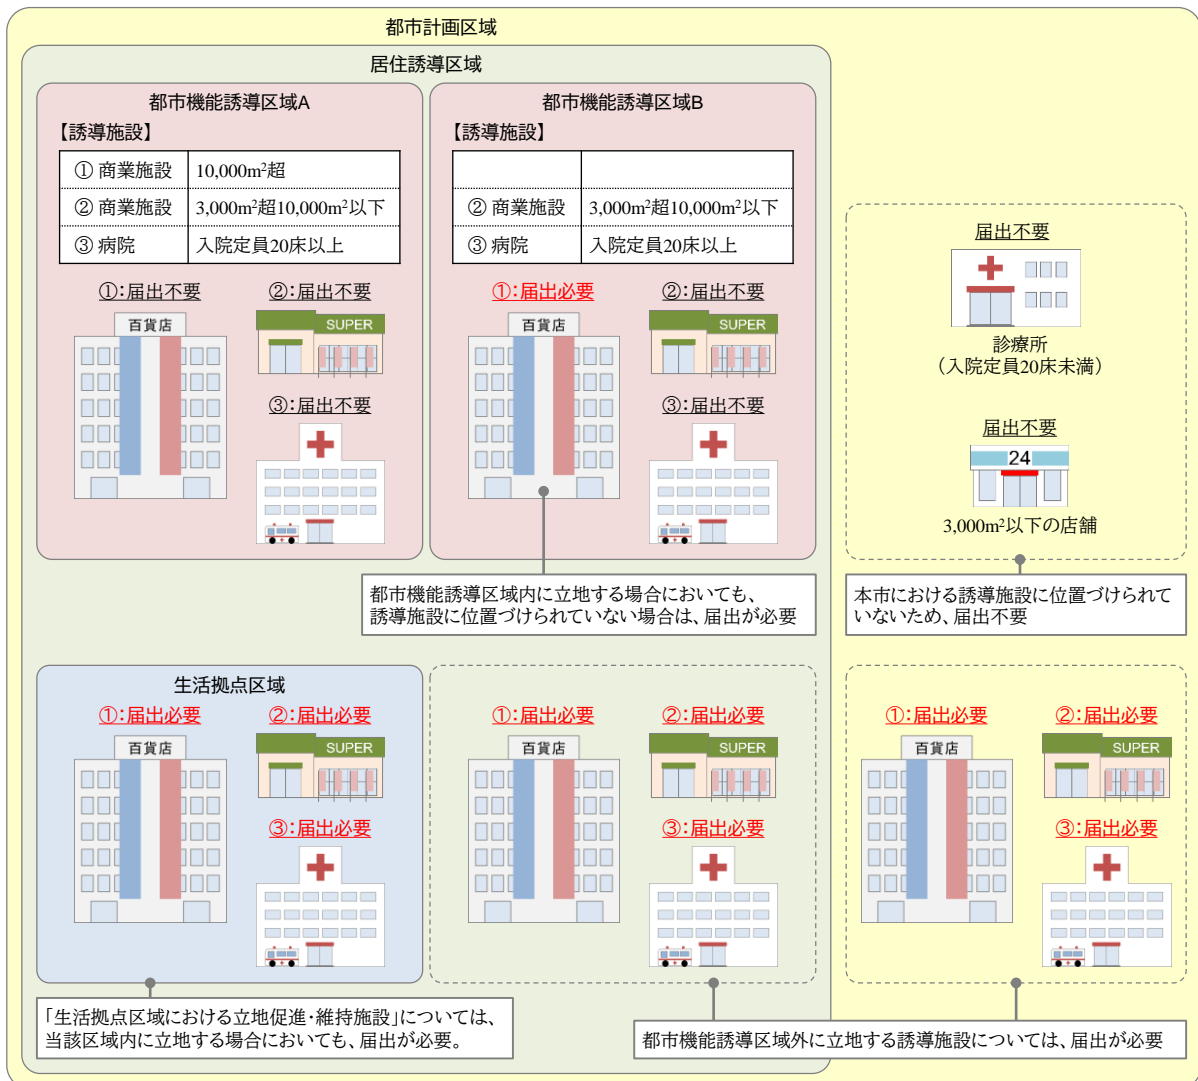 都市計画区域
居住誘導区域
都市機能誘導区域A
【誘導施設】
① 商業施設 10,000m²超
② 商業施設 3,000m²超10,000m²以下
③ 病院 入院定員20床以上
①：届出不要
百貨店
②：届出不要
SUPER
③：届出不要
都市機能誘導区域B
【誘導施設】
② 商業施設 3,000m²超10,000m²以下
③ 病院 入院定員20床以上
①：届出必要
百貨店
②：届出不要
SUPER
③：届出不要
都市機能誘導区域内に立地する場合においても、
誘導施設に位置づけられていない場合は、届出が必要
届出不要
診療所
（入院定員20床未満）
届出不要
24
3,000m²以下の店舗
本市における誘導施設に位置づけられて
いないため、届出不要
生活拠点区域
①：届出必要
百貨店
②：届出必要
SUPER
③：届出必要
「生活拠点区域における立地促進・維持施設」については、
当該区域内に立地する場合においても、届出が必要。
①：届出必要
百貨店
②：届出必要
SUPER
③：届出必要
①：届出必要
百貨店
②：届出必要
SUPER
③：届出必要
都市機能誘導区域外に立地する誘導施設については、届出が必要